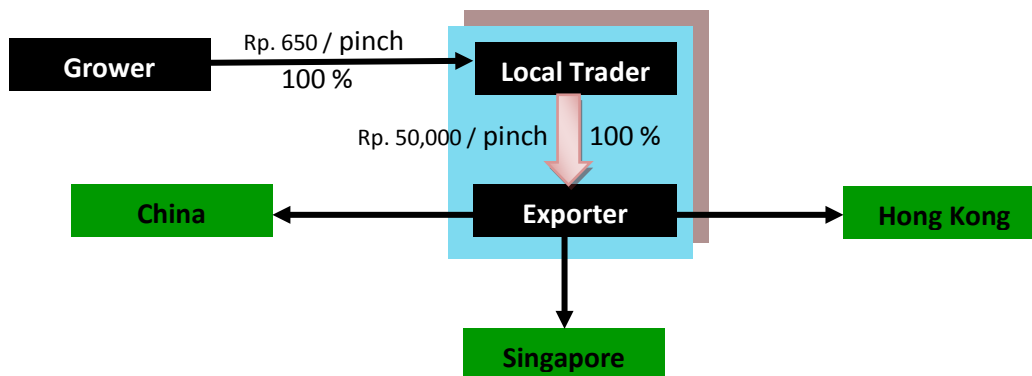 Rp. 650 / pinch
Grower
100 %
Local Trader
Rp. 50,000 / pinch
100 %
China
Exporter
Hong Kong
Singapore